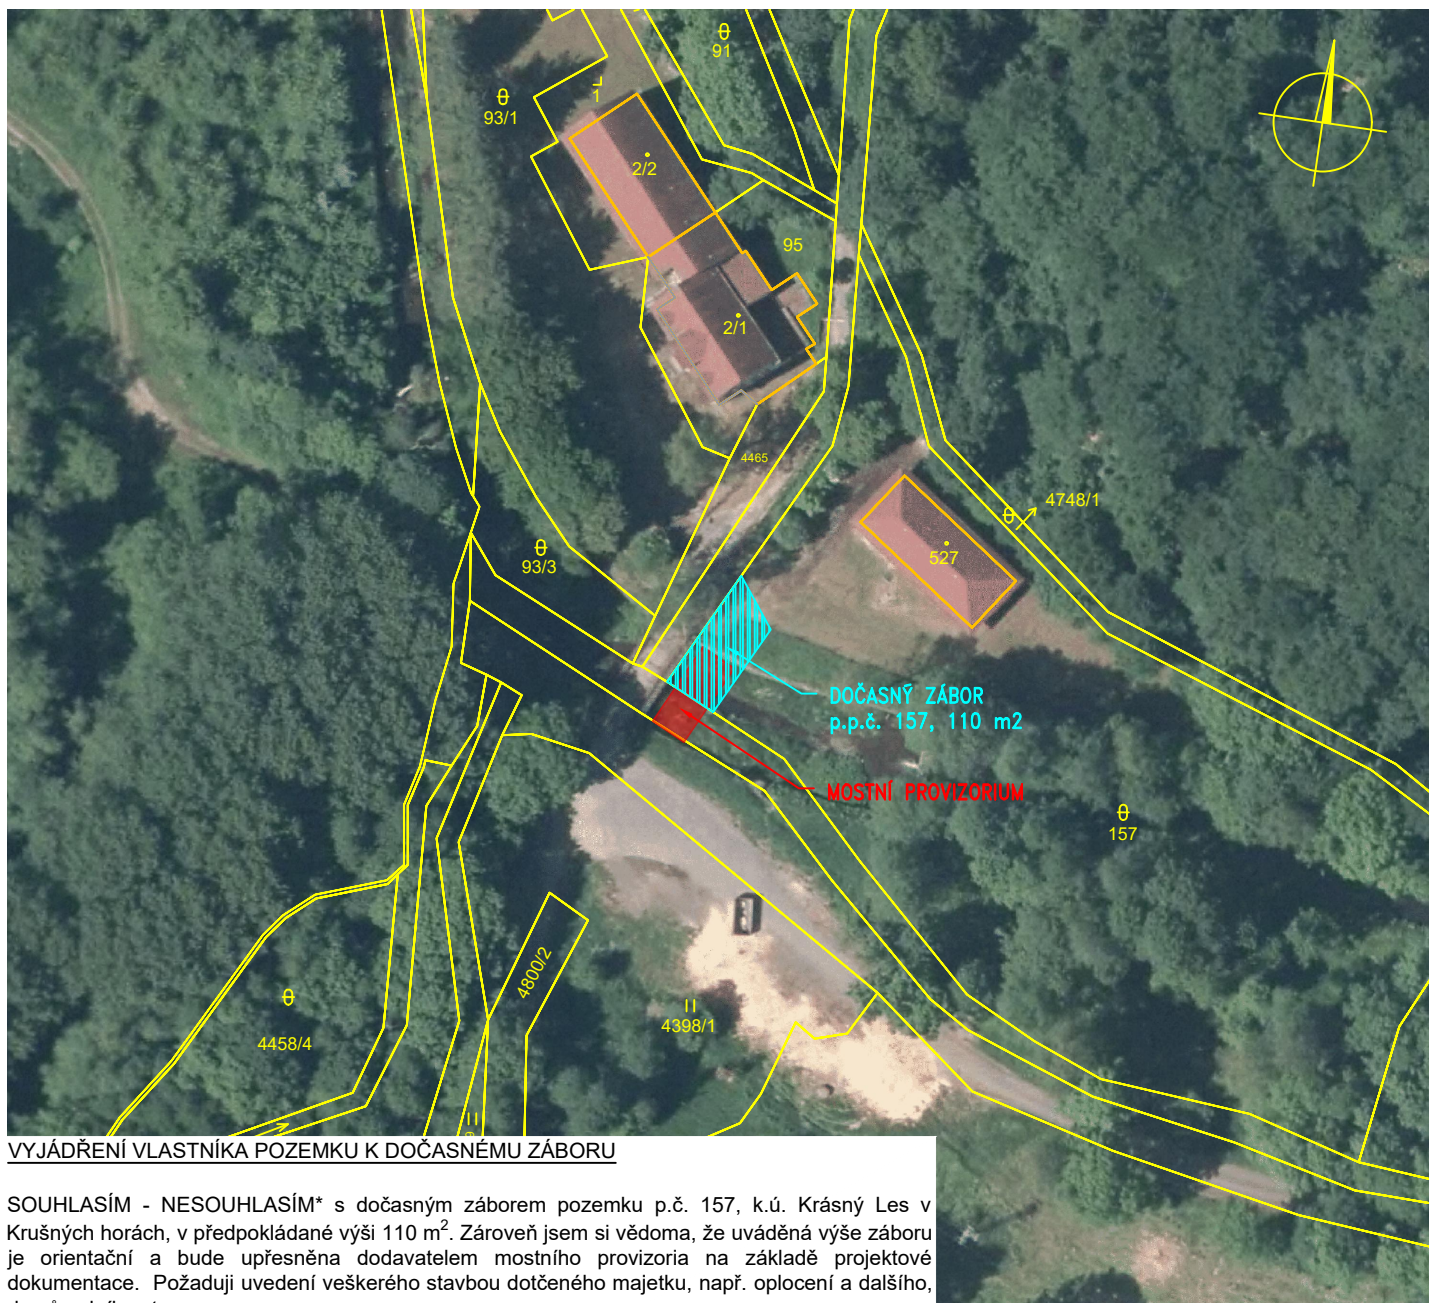 91
93/1
1
2/2
95
2/1
4465
4748/1
527
93/3
DOČASNÝ ZÁBOR
p.p.č. 157, 110 m2
MOSTNÍ PROVIZORIUM
157
4800/2
4398/1
4458/4
VYJÁDŘENÍ VLASTNÍKA POZEMKU K DOČASNÉMU ZÁBORU
SOUHLASÍM - NESOUHLASÍM* s dočasným záborem pozemku p.č. 157, k.ú. Krásný Les v
Krušných horách, v předpokládané výši 110 m². Zároveň jsem si vědoma, že uváděná výše záboru
je orientační a bude upřesněna dodavatelem mostního provizoria na základě projektové
dokumentace. Požaduji uvedení veškerého stavbou dotčeného majetku, např. oplocení a dalšího,